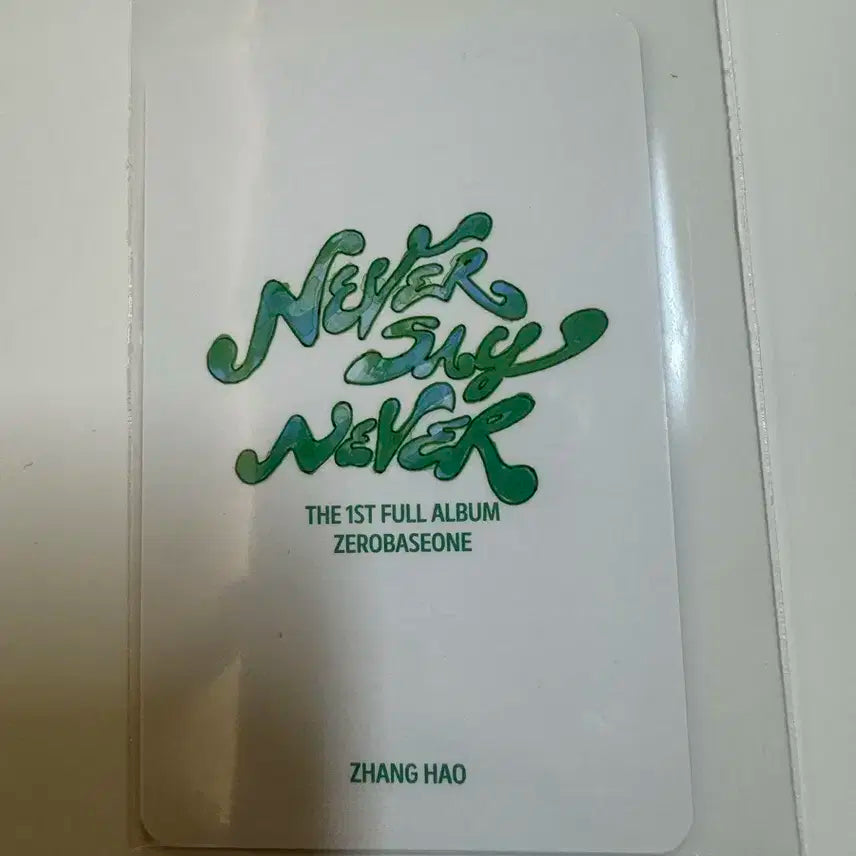 NEVER
SAY
NEVER
THE 1ST FULL ALBUM
ZEROBASEONE
ZHANG HAO